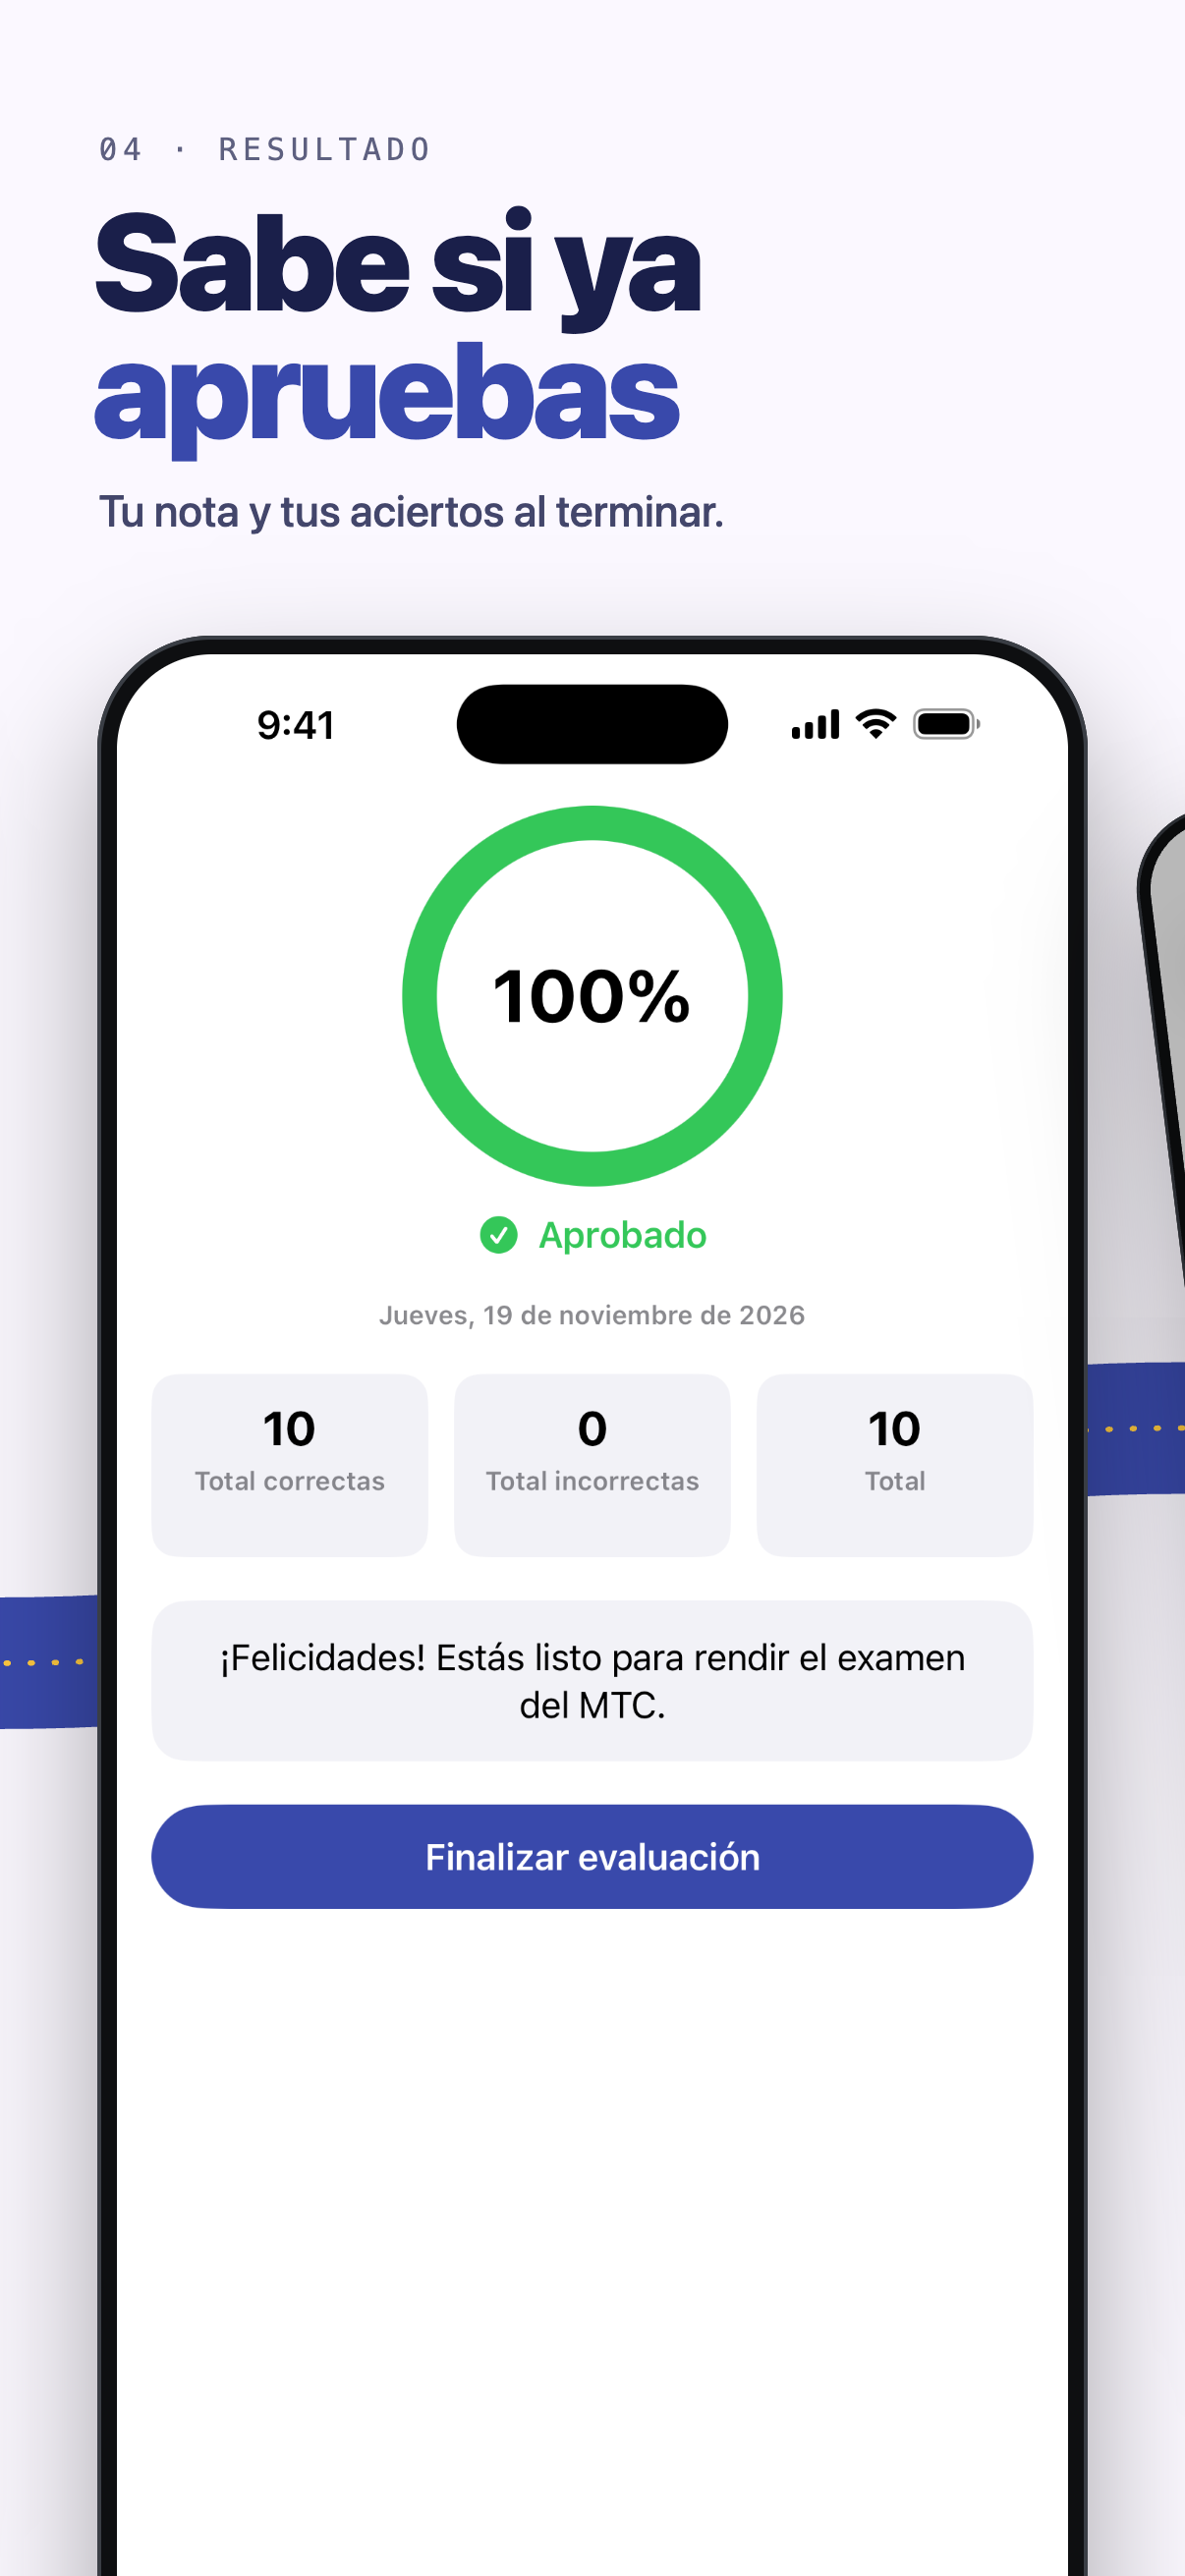 04 · RESULTADO
Sabe si ya
apruebas
Tu nota y tus aciertos al terminar.
9:41
100%
Aprobado
Jueves, 19 de noviembre de 2026
10
Total correctas
0
Total incorrectas
10
Total
¡Felicidades! Estás listo para rendir el examen
del MTC.
Finalizar evaluación